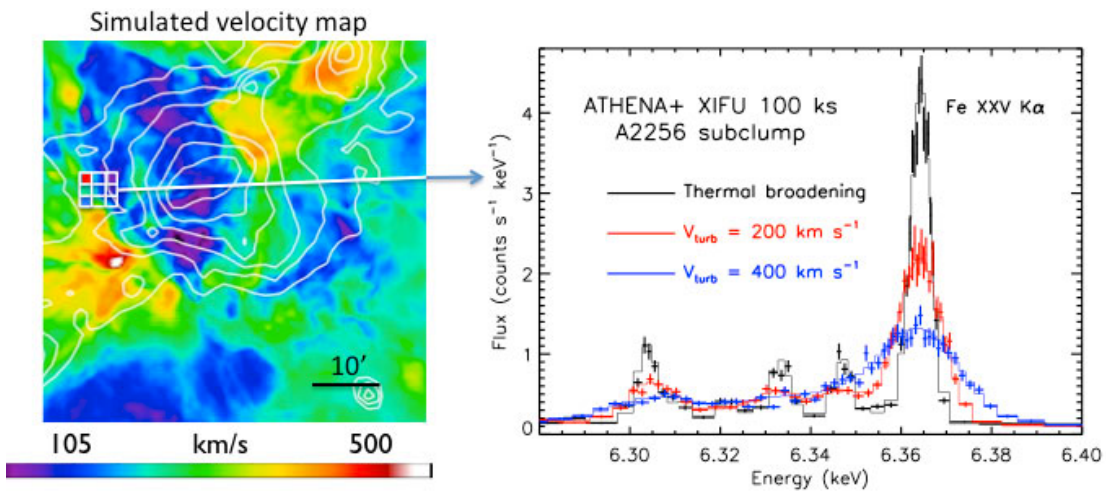 Simulated velocity map
10′
105 km/s 500
ATHENA+ XIFU 100 ks
A2256 subclump
Fe XXV Kα
Thermal broadening
V_turb = 200 km s⁻¹
V_turb = 400 km s⁻¹
Flux (counts s⁻¹ keV⁻¹)
4
3
2
1
0
6.30 6.32 6.34 6.36 6.38 6.40
Energy (keV)